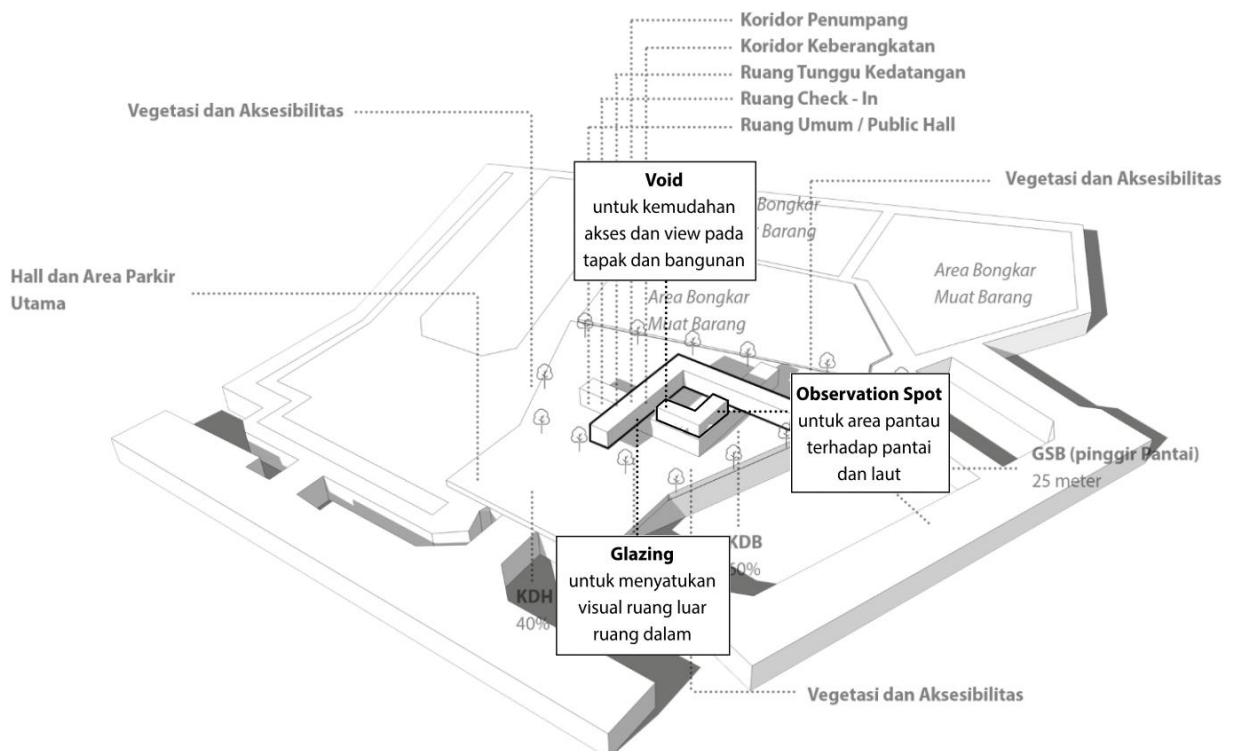 Koridor Penumpang
Koridor Keberangkatan
Ruang Tunggu Kedatangan
Ruang Check - In
Ruang Umum / Public Hall
Vegetasi dan Aksesibilitas
Void
untuk kemudahan
akses dan view pada
tapak dan bangunan
Vegetasi dan Aksesibilitas
Bongkar
Barang
Area Bongkar
Muat Barang
Hall dan Area Parkir
Utama
Area Bongkar
Muat Barang
Observation Spot
untuk area pantau
terhadap pantai
dan laut
GSB (pinggir Pantai)
25 meter
Glazing
untuk menyatukan
visual ruang luar
ruang dalam
KDB
KDH
40%
Vegetasi dan Aksesibilitas